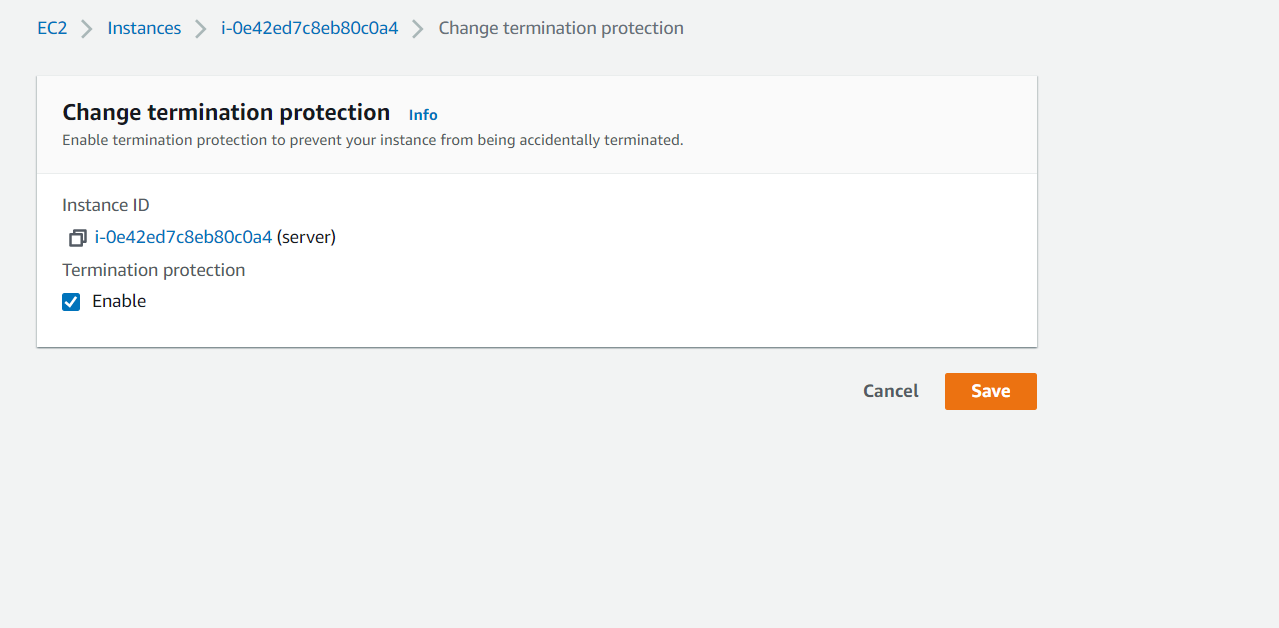 EC2 > Instances > i-0e42ed7c8eb80c0a4 > Change termination protection
Change termination protection Info
Enable termination protection to prevent your instance from being accidentally terminated.
Instance ID
i-0e42ed7c8eb80c0a4 (server)
Termination protection
Enable
Cancel Save